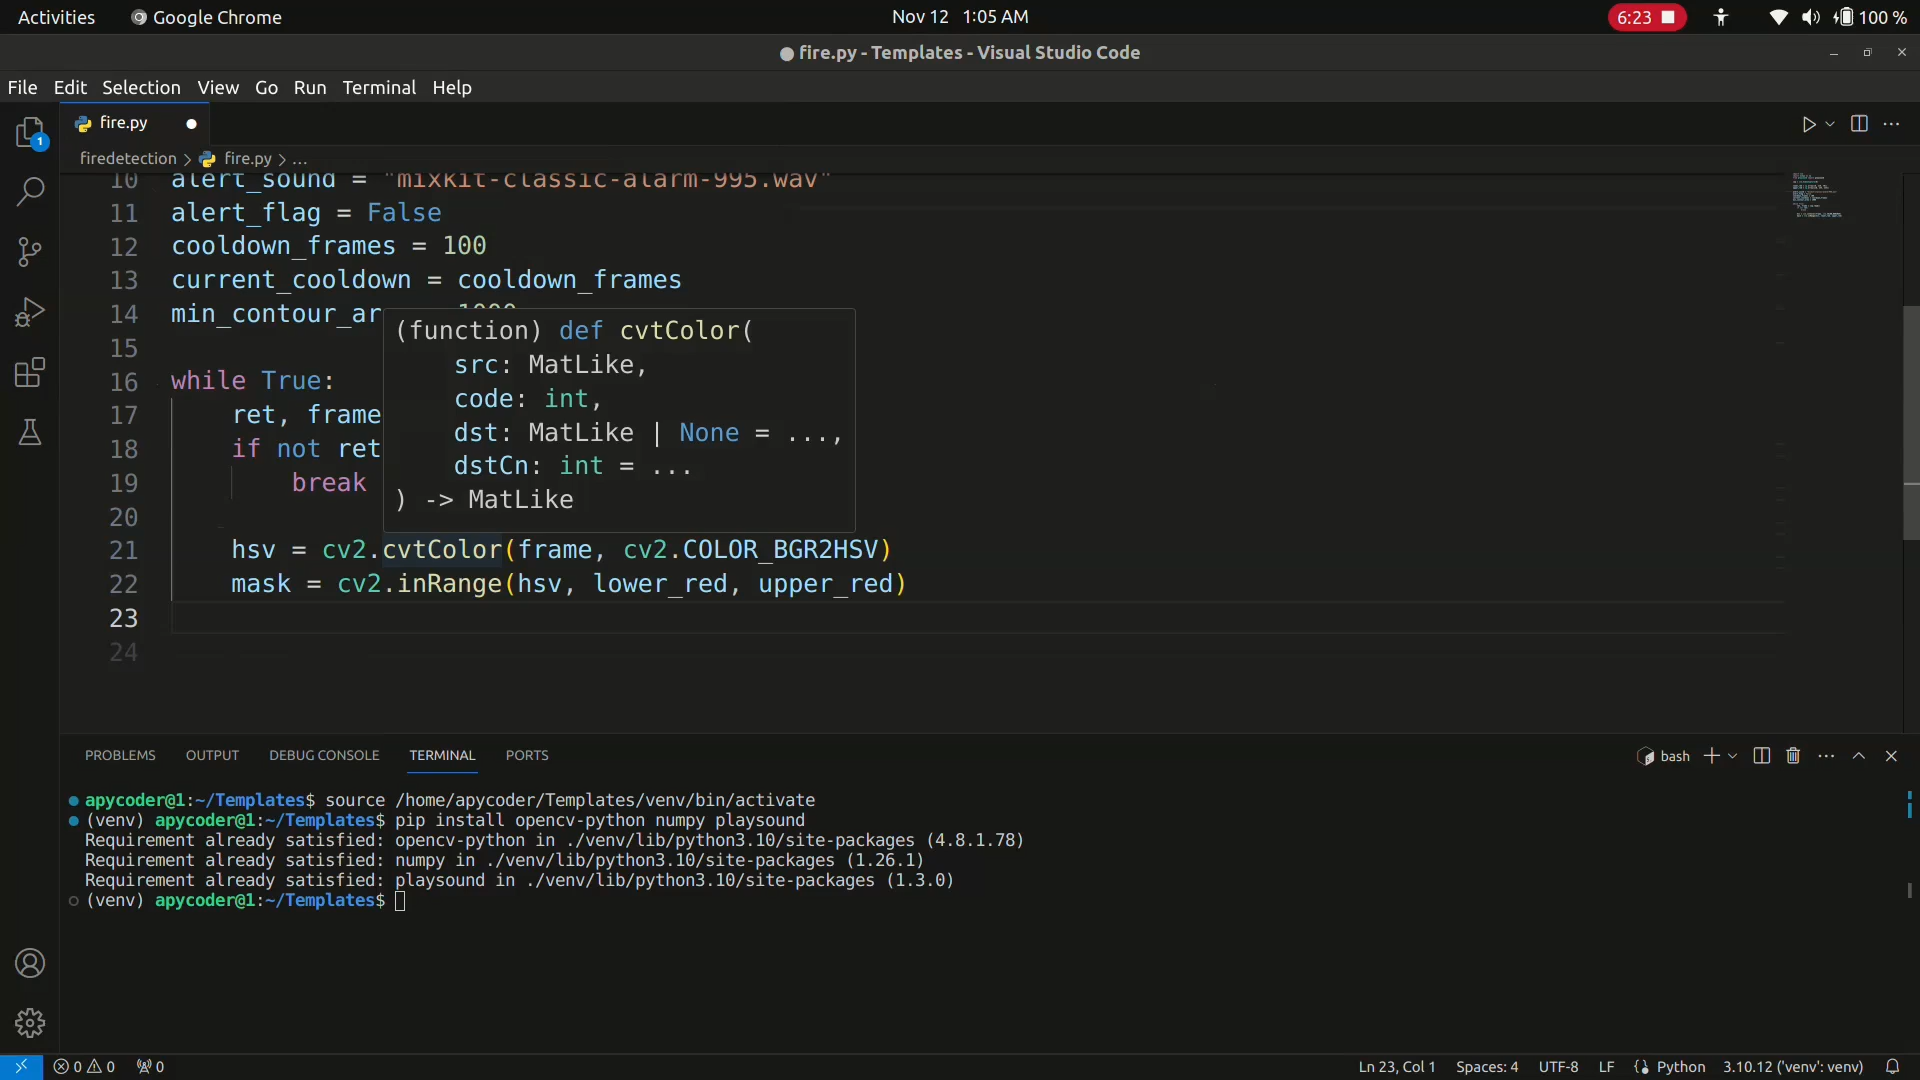 Activities
Google Chrome
Nov 12 1:05 AM
6:23
100 %
fire.py - Templates - Visual Studio Code
File Edit Selection View Go Run Terminal Help
1
fire.py
firedetection > fire.py > ...
10 alert_sound = "mixkit-classic-alarm-995.wav"
11 alert_flag = False
12 cooldown_frames = 100
13 current_cooldown = cooldown_frames
14 min_contour_ar
(function) def cvtColor(
src: MatLike,
code: int,
dst: MatLike | None = ...,
dstCn: int = ...
) -> MatLike
15
16 while True:
17 ret, frame
18 if not ret
19 break
20
21 hsv = cv2.cvtColor(frame, cv2.COLOR_BGR2HSV)
22 mask = cv2.inRange(hsv, lower_red, upper_red)
23
24
PROBLEMS OUTPUT DEBUG CONSOLE TERMINAL PORTS
bash
apycoder@1:~/Templates$ source /home/apycoder/Templates/venv/bin/activate
(venv) apycoder@1:~/Templates$ pip install opencv-python numpy playsound
Requirement already satisfied: opencv-python in ./venv/lib/python3.10/site-packages (4.8.1.78)
Requirement already satisfied: numpy in ./venv/lib/python3.10/site-packages (1.26.1)
Requirement already satisfied: playsound in ./venv/lib/python3.10/site-packages (1.3.0)
(venv) apycoder@1:~/Templates$
0 0 0
Ln 23, Col 1 Spaces: 4 UTF-8 LF Python 3.10.12 ('venv': venv)